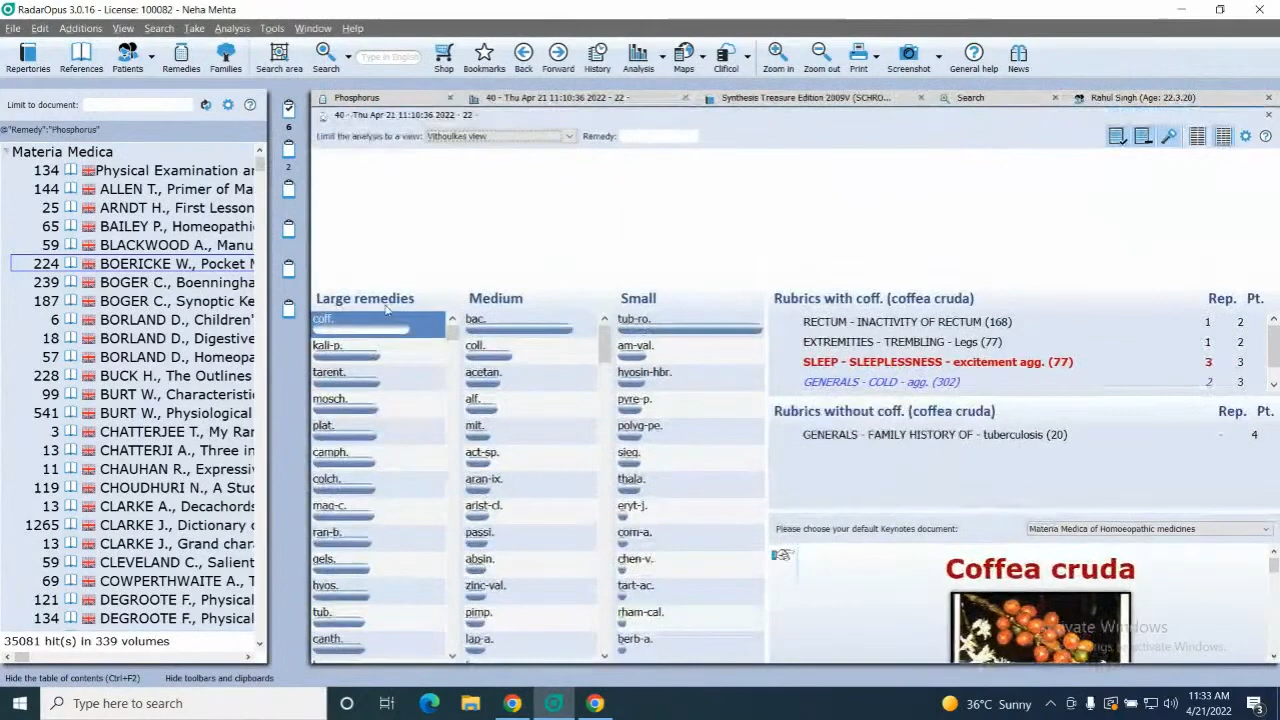 RadarOpus 3.0.16 - License: 100082 - Neha Mehta
File Edit Additions View Search Take Analysis Tools Window Help
Repertories References Patients Remedies Families Search area Search Type in English Shop Bookmarks Back Forward History Analysis Maps Clificol Zoom in Zoom out Print Screenshot General help News
Limit to document:
Phosphorus 40 - Thu Apr 21 11:10:36 2022 - 22 - Synthesis Treasure Edition 2009V (SCHRO... Search Rahul Singh (Age: 22.3.20)
40 - Thu Apr 21 11:10:36 2022 - 22 -
@"Remedy":"Phosphorus"
Limit the analysis to a view: Vithoulkas view Remedy:
Materia Medica
134 Physical Examination a
144 ALLEN T., Primer of Ma
25 ARNDT H., First Lesson
65 BAILEY P., Homeopathi
59 BLACKWOOD A., Manu
224 BOERICKE W., Pocket M
239 BOGER C., Boenningha
187 BOGER C., Synoptic Ke
6 BORLAND D., Children'
18 BORLAND D., Digestive
57 BORLAND D., Homeopa
228 BUCK H., The Outlines
99 BURT W., Characteristic
541 BURT W., Physiological
3 CHATTERJEE T., My Rar
13 CHATTERJI A., Three in
11 CHAUHAN R., Expressiv
119 CHOUDHURI N., A Stud
13 CLARKE A., Decachords
1265 CLARKE J., Dictionary c
13 CLARKE J., Grand char
59 CLEVELAND C., Salient
69 COWPERTHWAITE A., T
121 DEGROOTE F., Physical
134 DEGROOTE F., Physical
35081 hit(s) in 339 volumes
6
2
Large remedies
coff.
kali-p.
tarent.
mosch.
plat.
camph.
colch.
mag-c.
ran-b.
gels.
hyos.
tub.
canth.
Medium
bac.
coll.
acetan.
alf.
mlt.
act-sp.
aran-ix.
arist-cl.
passi.
absin.
zinc-val.
pimp.
lap-a.
Small
tub-ro.
am-val.
hyosin-hbr.
pyre-p.
polyg-pe.
sieg.
thala.
eryt-j.
corn-a.
chen-v.
tart-ac.
rham-cal.
berb-a.
Rubrics with coff. (coffea cruda) Rep. Pt.
RECTUM - INACTIVITY OF RECTUM (168) 1 2
EXTREMITIES - TREMBLING - Legs (77) 1 2
SLEEP - SLEEPLESSNESS - excitement agg. (77) 3 3
GENERALS - COLD - agg. (302) 2 3
Rubrics without coff. (coffea cruda) Rep. Pt.
GENERALS - FAMILY HISTORY OF - tuberculosis (20) - 4
Please choose your default Keynotes document: Materia Medica of Homoeopathic medicines
Coffea cruda
Activate Windows
Hide the table of contents (Ctrl+F2) Hide toolbars and clipboards
Type here to search
36°C Sunny
11:33 AM
4/21/2022
3